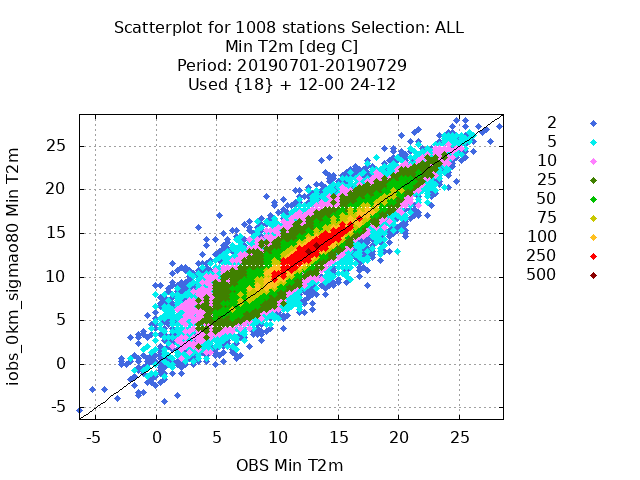 Scatterplot for 1008 stations Selection: ALL
Min T2m [deg C]
Period: 20190701-20190729
Used {18} + 12-00 24-12
iobs_0km_sigmao80 Min T2m
25
20
15
10
5
0
-5
-5 0 5 10 15 20 25
OBS Min T2m
2
5
10
25
50
75
100
250
500